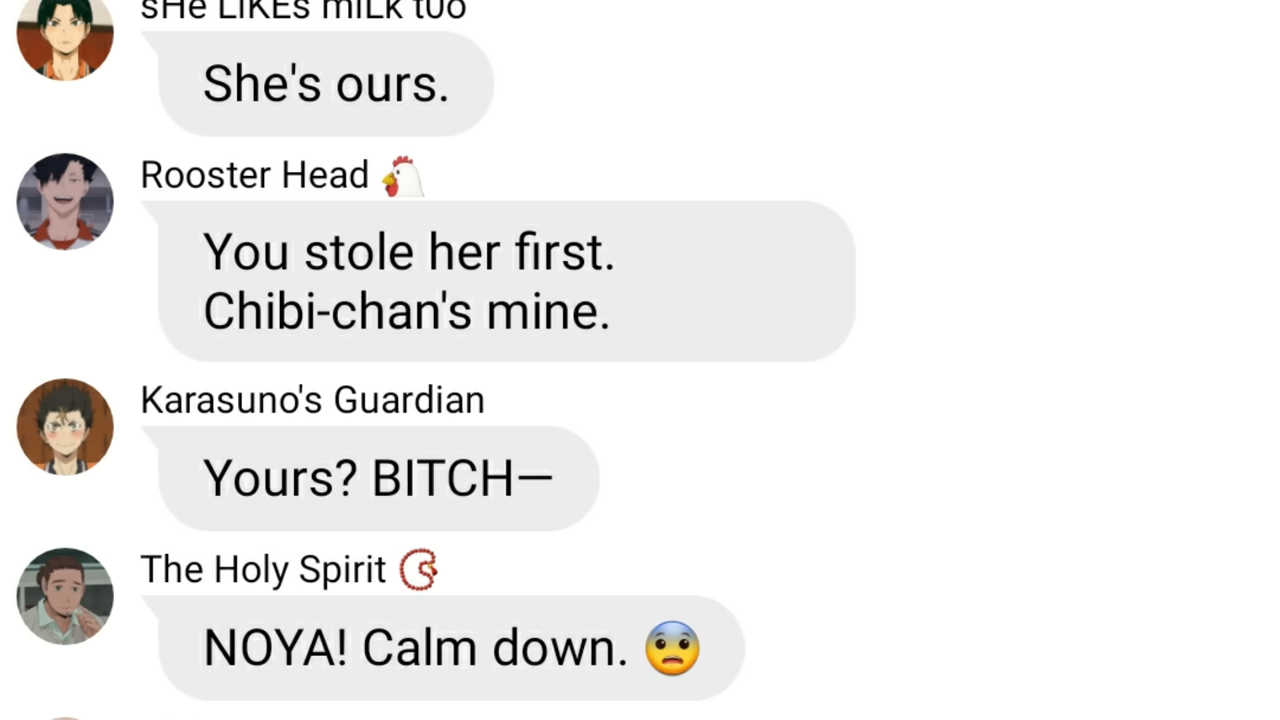 sHe LIKEs miLk tOo
She's ours.
Rooster Head 🐔
You stole her first.
Chibi-chan's mine.
Karasuno's Guardian
Yours? BITCH—
The Holy Spirit 📿
NOYA! Calm down. 😨